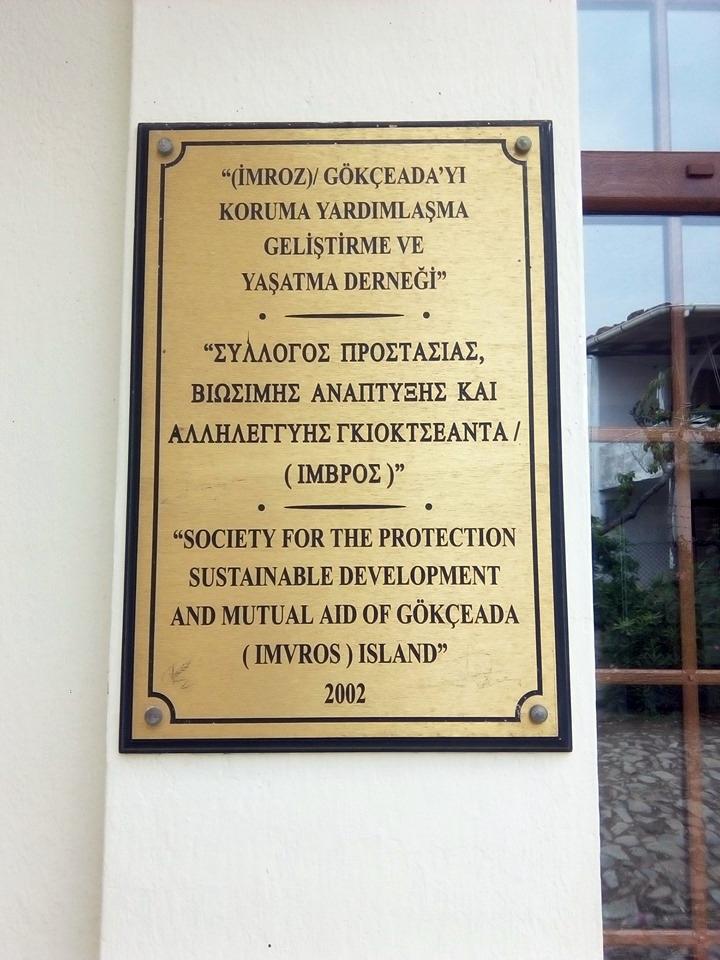 “(İMROZ)/ GÖKÇEADA’YI
KORUMA YARDIMLAŞMA
GELİŞTİRME VE
YAŞATMA DERNEĞİ”
“ΣΥΛΛΟΓΟΣ ΠΡΟΣΤΑΣΙΑΣ,
ΒΙΩΣΙΜΗΣ ΑΝΑΠΤΥΞΗΣ ΚΑΙ
ΑΛΛΗΛΕΓΓΥΗΣ ΓΚΙΟΚΤΣΕΑΝΤΑ /
( ΙΜΒΡΟΣ )”
“SOCIETY FOR THE PROTECTION
SUSTAINABLE DEVELOPMENT
AND MUTUAL AID OF GÖKÇEADA
( IMVROS ) ISLAND”
2002